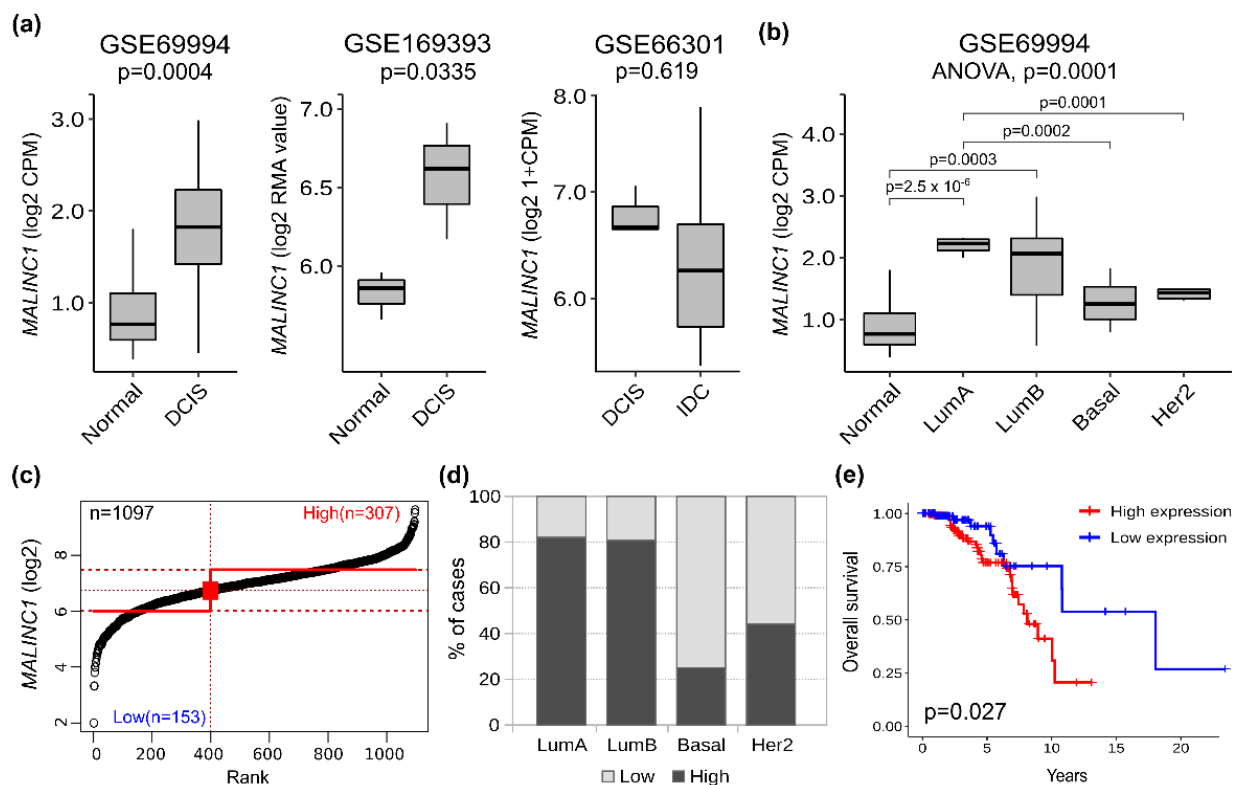 (a)
GSE69994
p=0.0004
MALINC1 (log2 CPM)
3.0
2.0
1.0
Normal
DCIS
GSE169393
p=0.0335
MALINC1 (log2 RMA value)
7.0
6.5
6.0
Normal
DCIS
GSE66301
p=0.619
MALINC1 (log2 1+CPM)
8.0
7.0
6.0
DCIS
IDC
(b)
GSE69994
ANOVA, p=0.0001
MALINC1 (log2 CPM)
4.0
3.0
2.0
1.0
p=0.0001
p=0.0002
p=0.0003
p=2.5 x 10-6
Normal
LumA
LumB
Basal
Her2
(c)
n=1097
High(n=307)
Low(n=153)
MALINC1 (log2)
8
6
4
2
0
200
400
600
800
1000
Rank
(d)
% of cases
100
80
60
40
20
0
LumA
LumB
Basal
Her2
Low
High
(e)
Overall survival
1.00
0.75
0.50
0.25
0.00
High expression
Low expression
p=0.027
0
5
10
15
20
Years